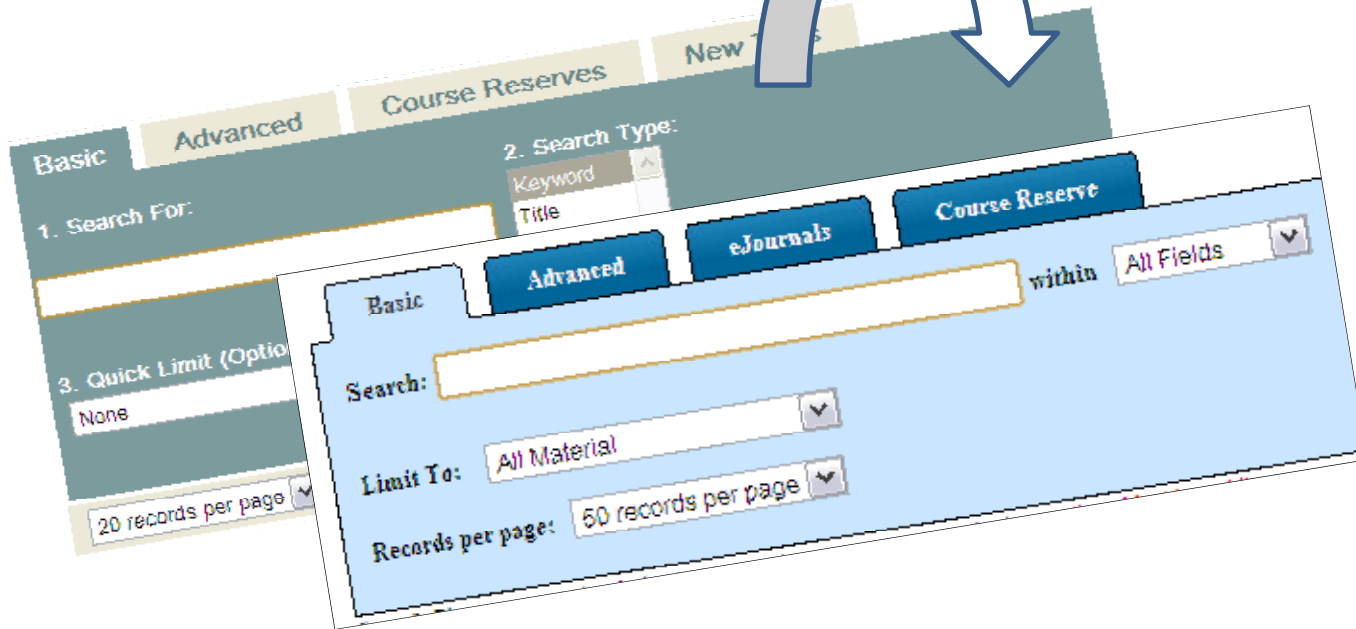 Basic
Advanced
Course Reserves
New
1. Search For:
2. Search Type:
Keyword
Title
3. Quick Limit (Optio
None
20 records per page
Basic
Advanced
eJournals
Course Reserve
Search:
within
All Fields
Limit To:
All Material
Records per page:
50 records per page